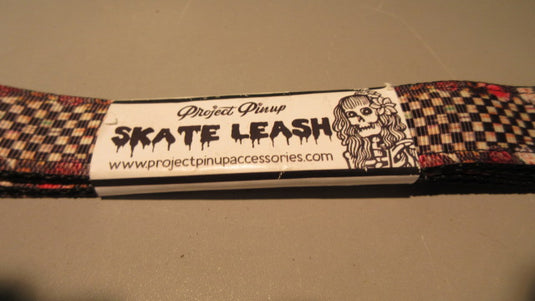 Project Pinup
SKATE LEASH
www.projectpinupaccessories.com